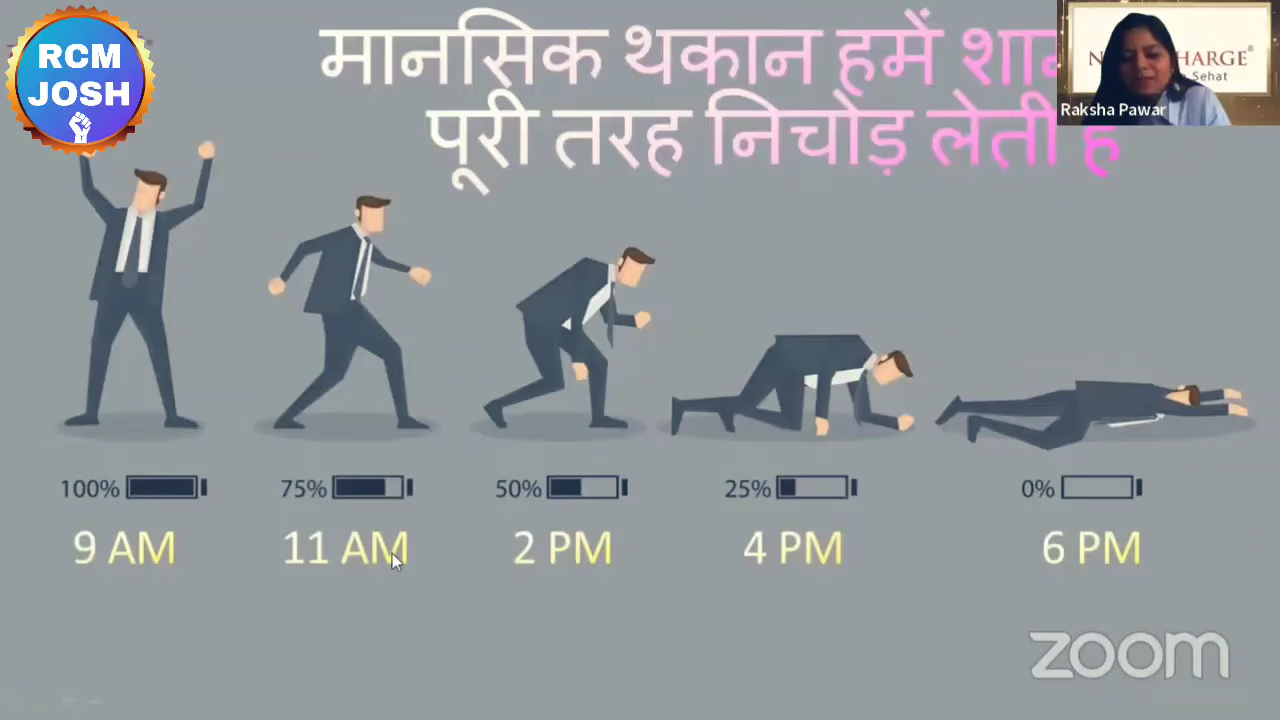 RCM
JOSH
मानसिक थकान हमें
पूरी तरह निचोड़ लेती
HARGE®
Sehat
Raksha Pawar
100% 75% 50% 25% 0%
9 AM 11 AM 2 PM 4 PM 6 PM
zoom